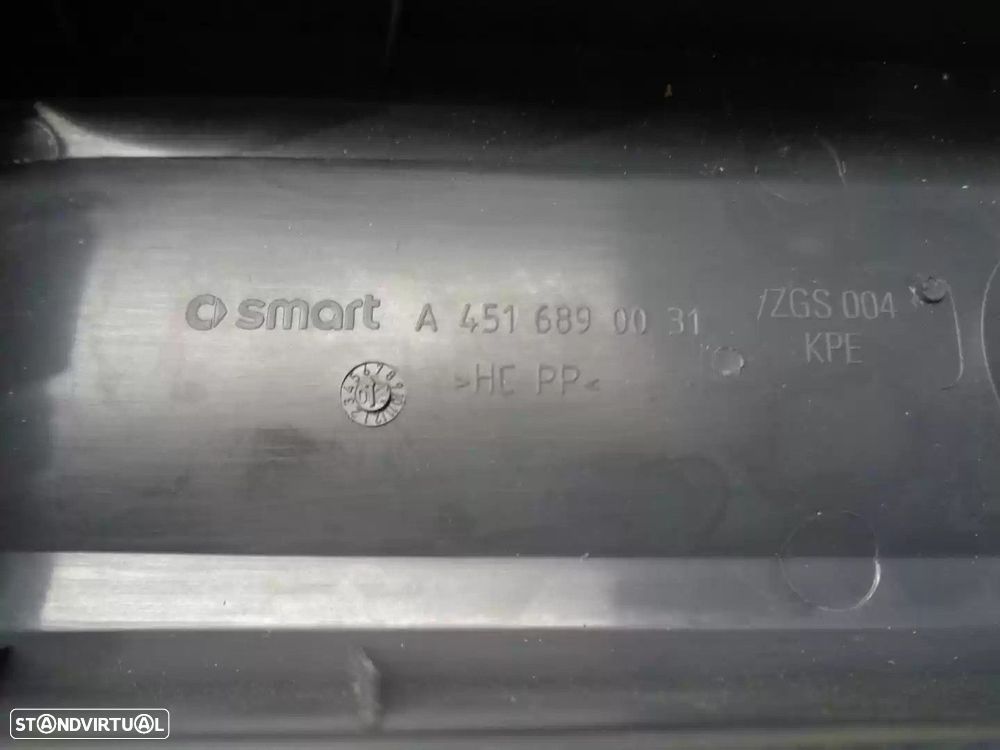 smart A 451 689 00 31 /ZGS 004
>HC PP< KPE
STANDVIRTUAL